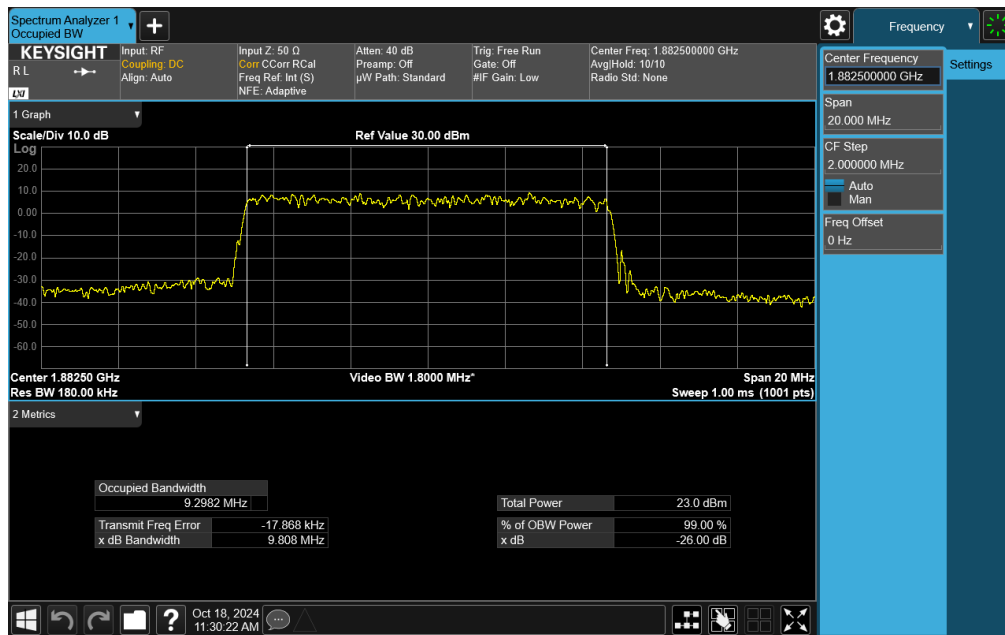 Spectrum Analyzer 1
Occupied BW
Frequency
KEYSIGHT
R L
LXI
Input: RF
Coupling: DC
Align: Auto
Input Z: 50 Ω
Corr CCorr RCal
Freq Ref: Int (S)
NFE: Adaptive
Atten: 40 dB
Preamp: Off
µW Path: Standard
Trig: Free Run
Gate: Off
#IF Gain: Low
Center Freq: 1.882500000 GHz
Avg|Hold: 10/10
Radio Std: None
Center Frequency
1.882500000 GHz
Settings
Span
20.000 MHz
CF Step
2.000000 MHz
Auto
Man
Freq Offset
0 Hz
1 Graph
Scale/Div 10.0 dB
Ref Value 30.00 dBm
Log
20.0
10.0
0.00
-10.0
-20.0
-30.0
-40.0
-50.0
-60.0
Center 1.88250 GHz
Video BW 1.8000 MHz*
Span 20 MHz
Res BW 180.00 kHz
Sweep 1.00 ms (1001 pts)
2 Metrics
Occupied Bandwidth
9.2982 MHz
Total Power 23.0 dBm
Transmit Freq Error -17.868 kHz
% of OBW Power 99.00 %
x dB Bandwidth 9.808 MHz
x dB -26.00 dB
Oct 18, 2024
11:30:22 AM